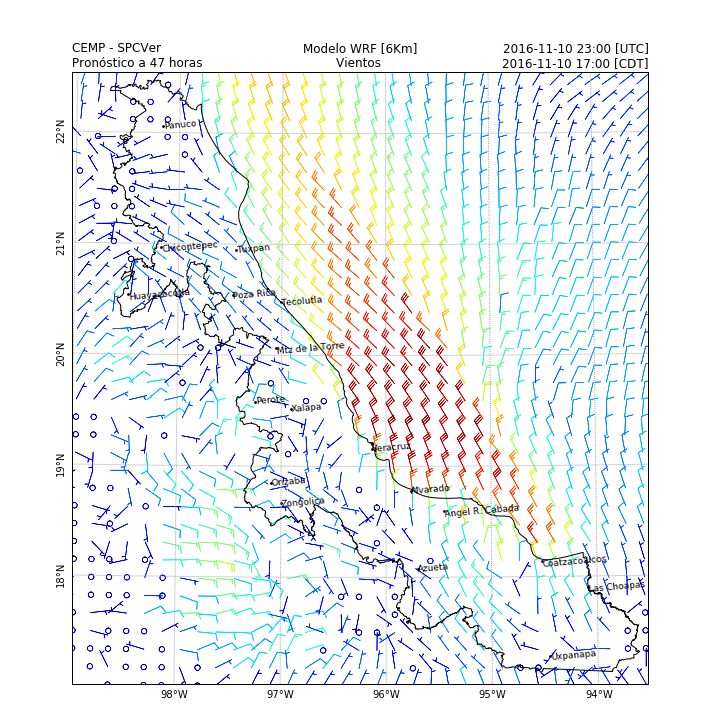 CEMP - SPCVer Modelo WRF [6Km] 2016-11-10 23:00 [UTC]
Pronóstico a 47 horas Vientos 2016-11-10 17:00 [CDT]
22°N
Panuco
21°N
Chicontepec Tuxpan
Huayacocotla Poza Rica Tecolutla
20°N
Mtz de la Torre
Perote Xalapa
19°N
Veracruz
Orizaba Alvarado
Zongolica Angel R. Cabada
18°N
Azueta Coatzacoalcos
Las Choapas
Uxpanapa
98°W 97°W 96°W 95°W 94°W